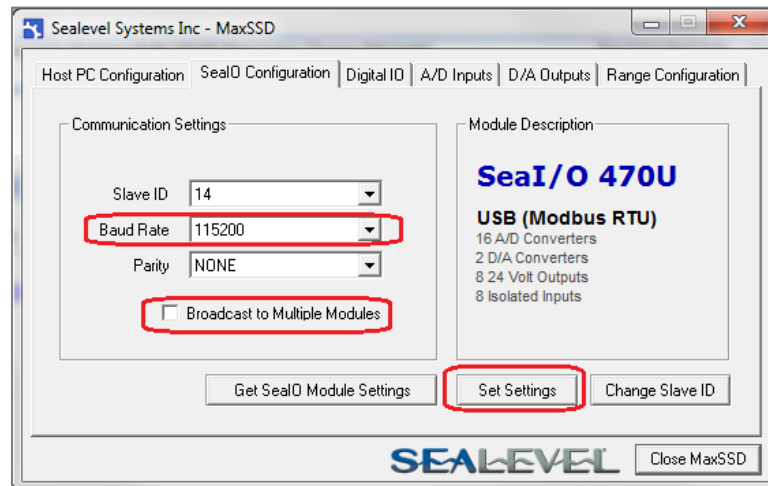 Sealevel Systems Inc - MaxSSD
Host PC Configuration SeaIO Configuration Digital IO A/D Inputs D/A Outputs Range Configuration
Communication Settings
Slave ID 14
Baud Rate 115200
Parity NONE
Broadcast to Multiple Modules
Module Description
SeaI/O 470U
USB (Modbus RTU)
16 A/D Converters
2 D/A Converters
8 24 Volt Outputs
8 Isolated Inputs
Get SeaIO Module Settings Set Settings Change Slave ID
SEALEVEL Close MaxSSD